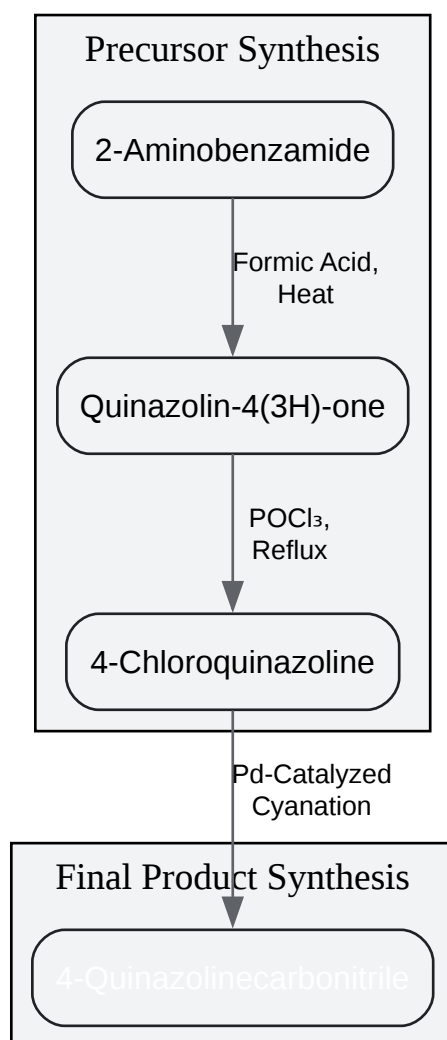 Precursor Synthesis
2-Aminobenzamide
Formic Acid,
Heat
Quinazolin-4(3H)-one
POCl₃,
Reflux
4-Chloroquinazoline
Pd-Catalyzed
Cyanation
Final Product Synthesis
4-Quinazolinecarbonitrile